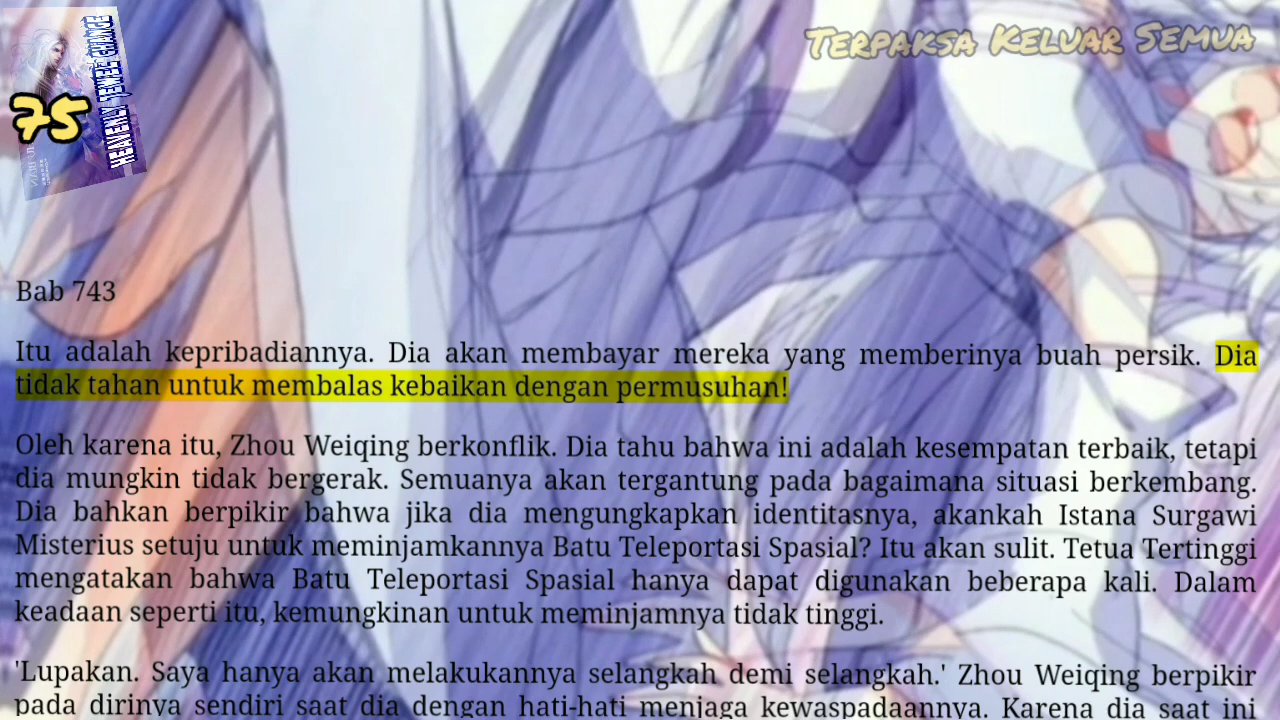 Terpaksa Keluar Semua
HEAVENLY JEWEL CHANGE
75
Bab 743
Itu adalah kepribadiannya. Dia akan membayar mereka yang memberinya buah persik. Dia
tidak tahan untuk membalas kebaikan dengan permusuhan!
Oleh karena itu, Zhou Weiqing berkonflik. Dia tahu bahwa ini adalah kesempatan terbaik, tetapi
dia mungkin tidak bergerak. Semuanya akan tergantung pada bagaimana situasi berkembang.
Dia bahkan berpikir bahwa jika dia mengungkapkan identitasnya, akankah Istana Surgawi
Misterius setuju untuk meminjamkannya Batu Teleportasi Spasial? Itu akan sulit. Tetua Tertinggi
mengatakan bahwa Batu Teleportasi Spasial hanya dapat digunakan beberapa kali. Dalam
keadaan seperti itu, kemungkinan untuk meminjamnya tidak tinggi.
'Lupakan. Saya hanya akan melakukannya selangkah demi selangkah.' Zhou Weiqing berpikir
pada dirinya sendiri saat dia dengan hati-hati menjaga kewaspadaannya. Karena dia saat ini